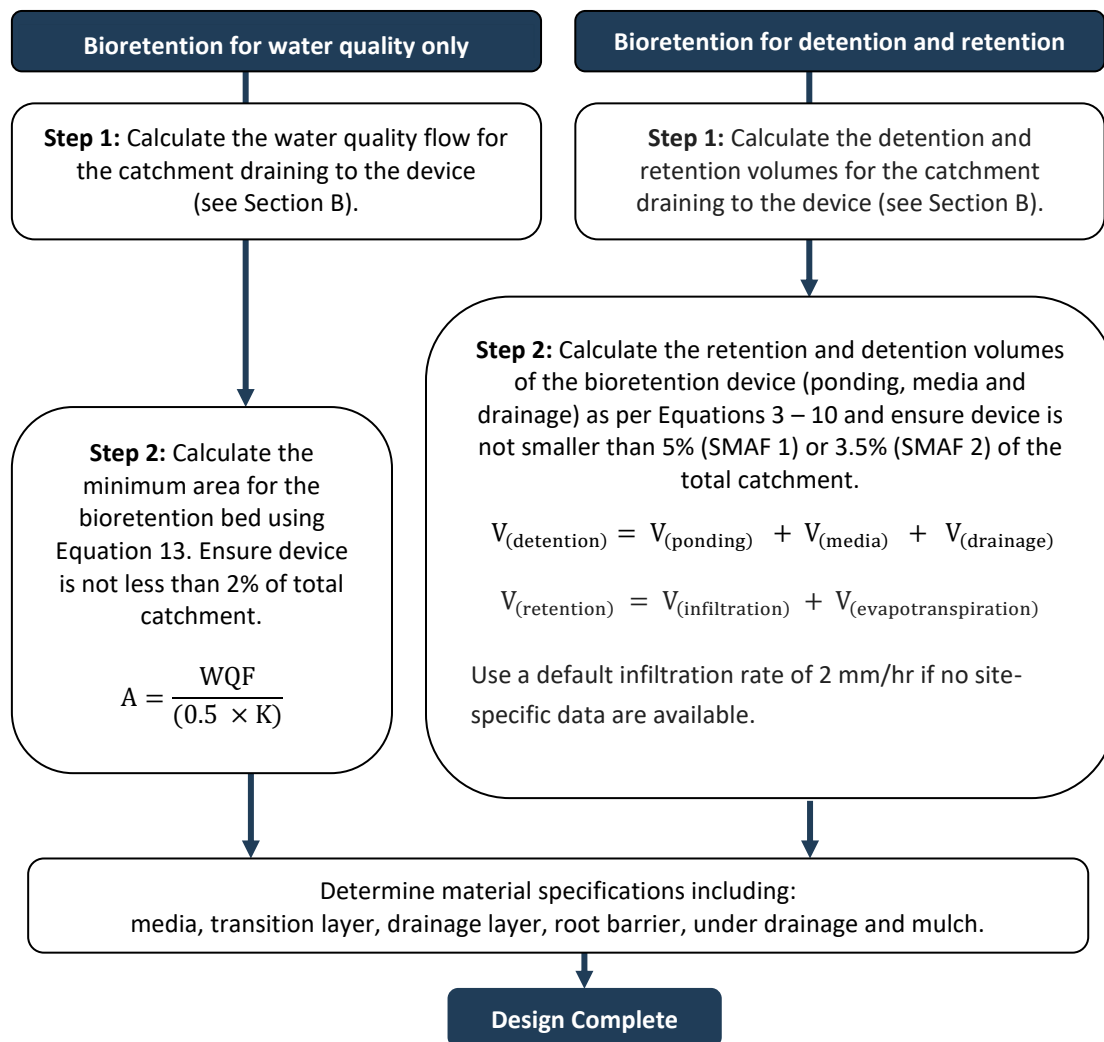 Bioretention for water quality only
Step 1: Calculate the water quality flow for
the catchment draining to the device
(see Section B).
Step 2: Calculate the
minimum area for the
bioretention bed using
Equation 13. Ensure device
is not less than 2% of total
catchment.
A = WQF / (0.5 × K)
Bioretention for detention and retention
Step 1: Calculate the detention and
retention volumes for the catchment
draining to the device (see Section B).
Step 2: Calculate the retention and detention volumes
of the bioretention device (ponding, media and
drainage) as per Equations 3 – 10 and ensure device is
not smaller than 5% (SMAF 1) or 3.5% (SMAF 2) of the
total catchment.
V(detention) = V(ponding) + V(media) + V(drainage)
V(retention) = V(infiltration) + V(evapotranspiration)
Use a default infiltration rate of 2 mm/hr if no site-
specific data are available.
Determine material specifications including:
media, transition layer, drainage layer, root barrier, under drainage and mulch.
Design Complete